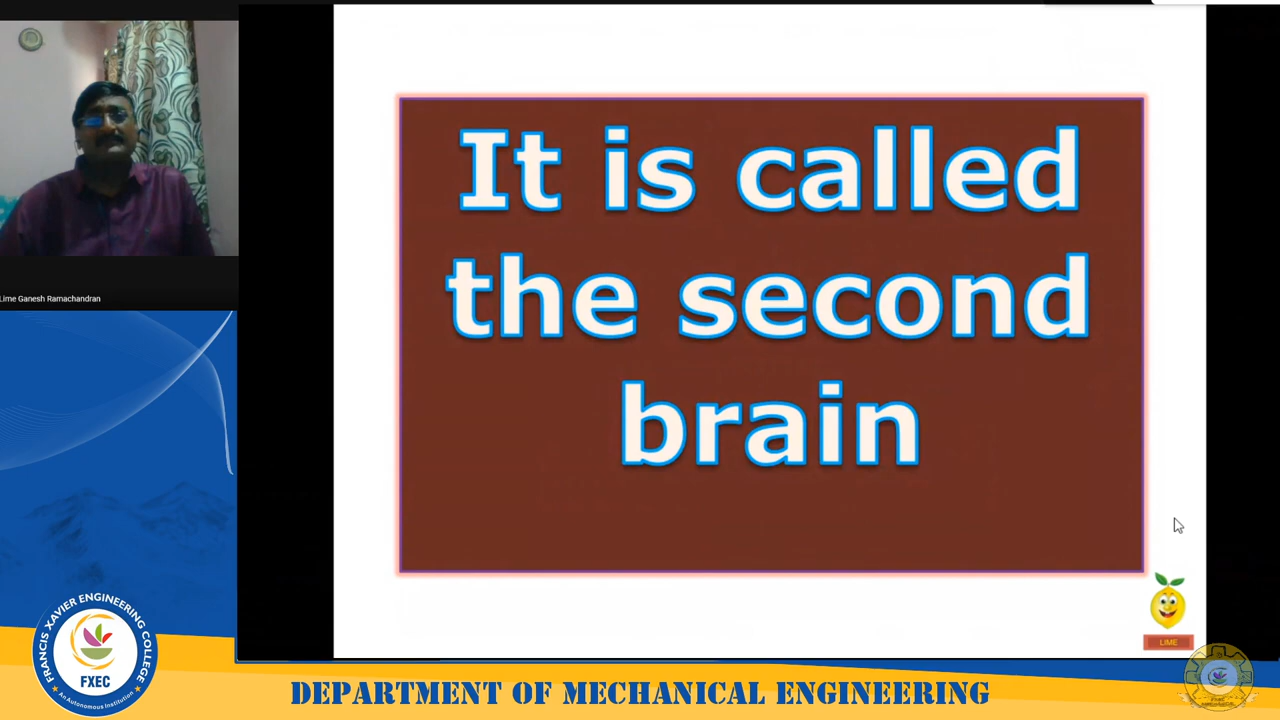 It is called
the second
brain
Lime Ganesh Ramachandran
LIME
FRANCIS XAVIER ENGINEERING COLLEGE
FXEC
An Autonomous Institution
DEPARTMENT OF MECHANICAL ENGINEERING